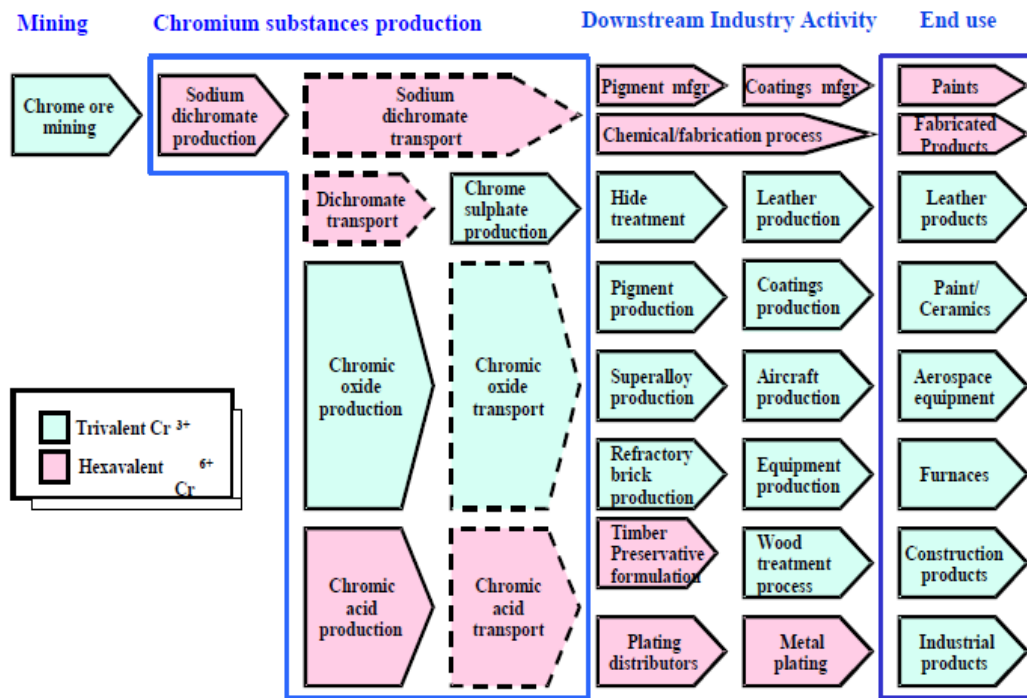 Mining
Chromium substances production
Downstream Industry Activity
End use
Chrome ore
mining
Sodium
dichromate
production
Sodium
dichromate
transport
Pigment mfgr
Coatings mfgr
Paints
Chemical/fabrication process
Fabricated
Products
Dichromate
transport
Chrome
sulphate
production
Hide
treatment
Leather
production
Leather
products
Chromic
oxide
production
Chromic
oxide
transport
Pigment
production
Coatings
production
Paint/
Ceramics
Superalloy
production
Aircraft
production
Aerospace
equipment
Refractory
brick
production
Equipment
production
Furnaces
Trivalent Cr 3+
Hexavalent 6+
Cr
Chromic
acid
production
Chromic
acid
transport
Timber
Preservative
formulation
Wood
treatment
process
Construction
products
Plating
distributors
Metal
plating
Industrial
products